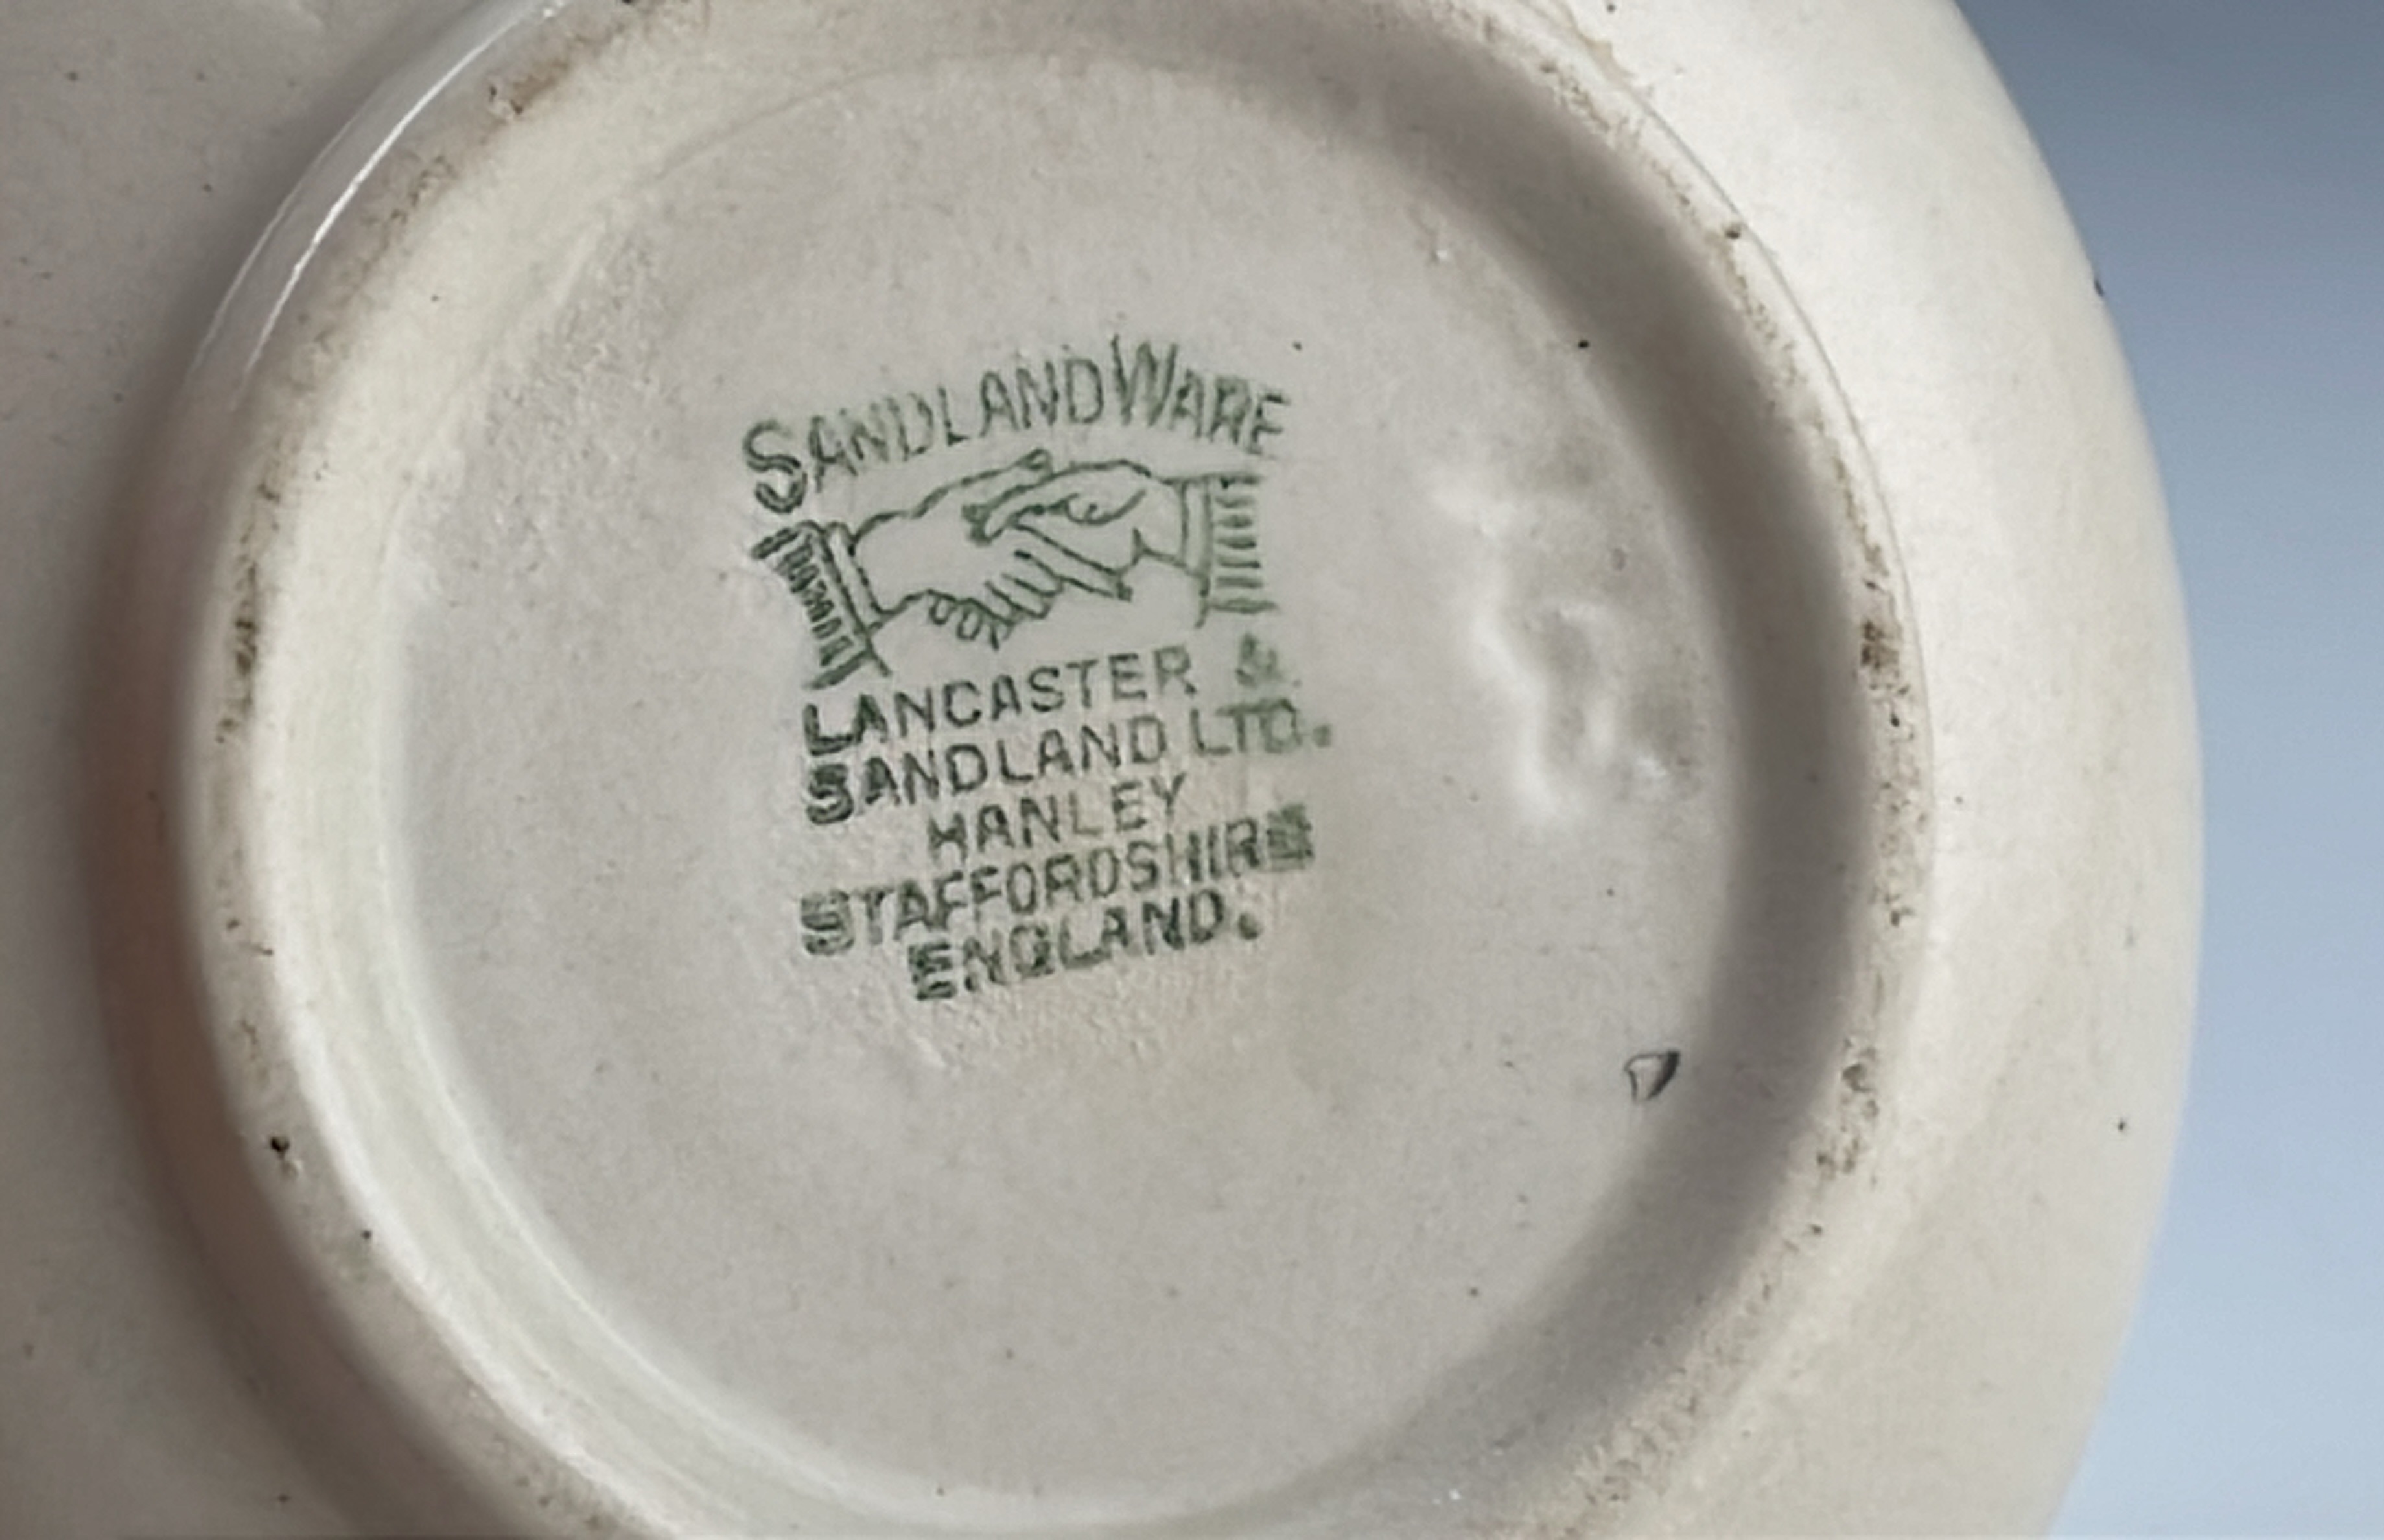 SANDLAND WARE
LANCASTER &
SANDLAND LTD.
HANLEY
STAFFORDSHIRE
ENGLAND.